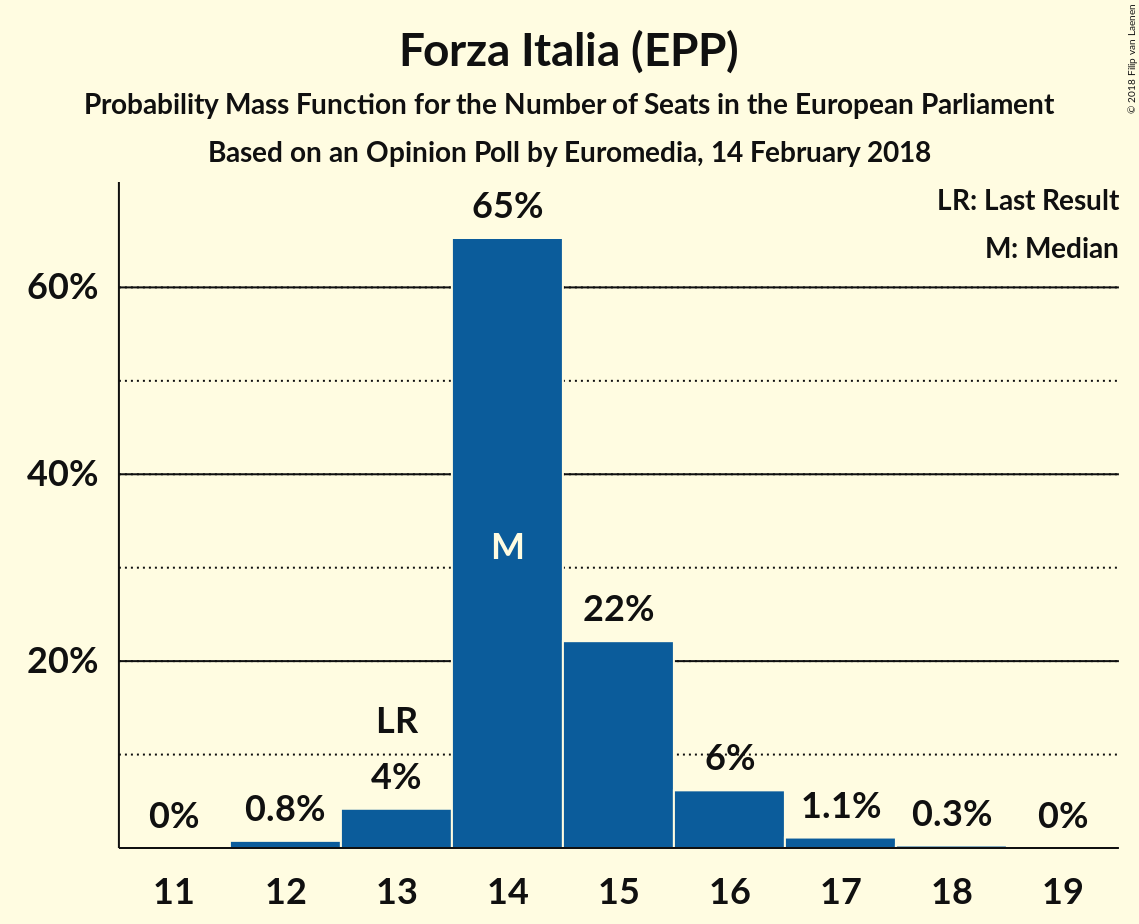 Forza Italia (EPP)
Probability Mass Function for the Number of Seats in the European Parliament
Based on an Opinion Poll by Euromedia, 14 February 2018
© 2018 Filip van Laenen
LR: Last Result
M: Median
60%
40%
20%
0%
0.8%
LR
4%
65%
M
22%
6%
1.1%
0.3%
0%
11 12 13 14 15 16 17 18 19